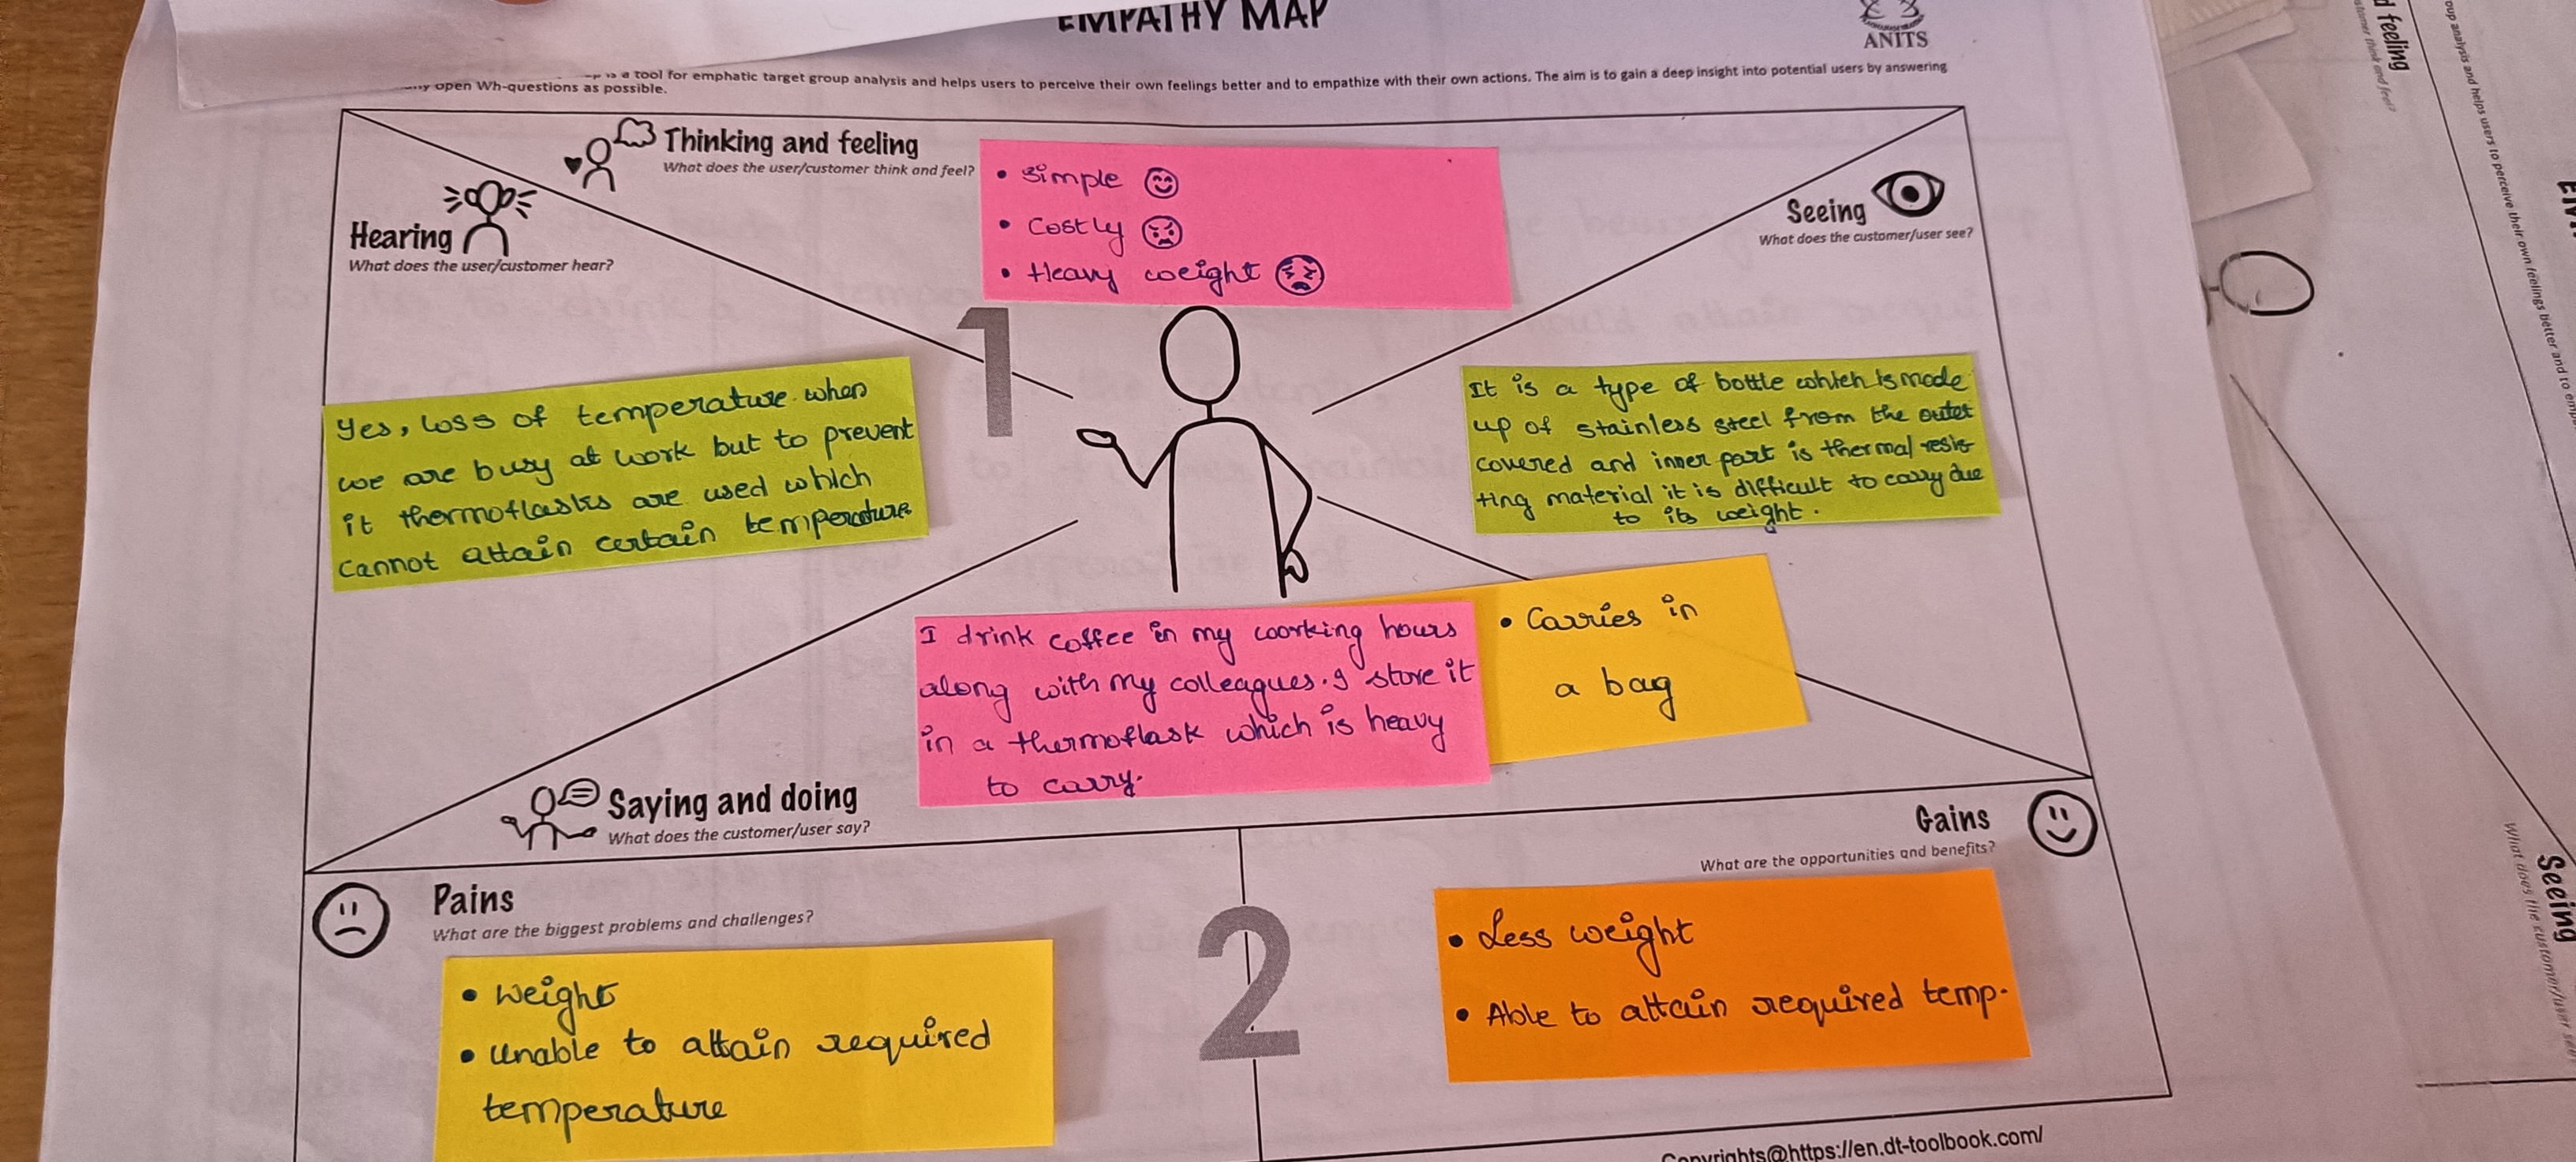 EMPATHY MAP
ANITS
is a tool for emphatic target group analysis and helps users to perceive their own feelings better and to empathize with their own actions. The aim is to gain a deep insight into potential users by answering
open Wh-questions as possible.
Thinking and feeling
What does the user/customer think and feel?
• Simple
• Costly
• Heavy weight
Hearing
What does the user/customer hear?
Seeing
What does the customer/user see?
1
Yes, loss of temperature when
we are busy at work but to prevent
it thermoflasks are used which
cannot attain certain temperature
It is a type of bottle which is made
up of stainless steel from the outer
covered and inner part is thermal resis
ting material it is difficult to carry due
to its weight.
I drink coffee in my working hours
along with my colleagues. I store it
in a thermoflask which is heavy
to carry.
• Carries in
a bag
Saying and doing
What does the customer/user say?
Pains
What are the biggest problems and challenges?
• Weight
• Unable to attain required
temperature
2
Gains
What are the opportunities and benefits?
• Less weight
• Able to attain required temp.
Copyrights@https://en.dt-toolbook.com/
feeling
customer think and feel?
oup analysis and helps users to perceive their own feelings better and to
Seeing
What does the customer/user see?